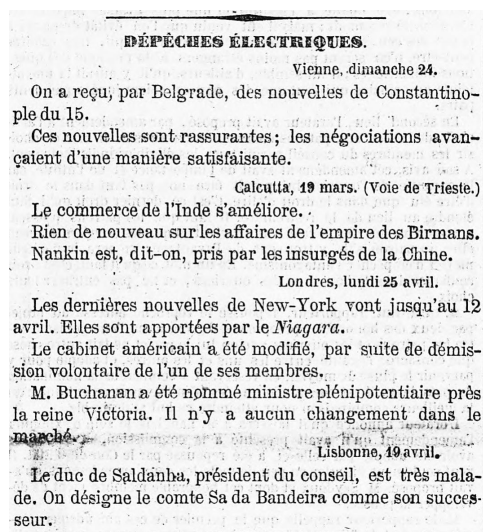 DÉPÊCHES ÉLECTRIQUES.
Vienne, dimanche 24.
On a reçu, par Belgrade, des nouvelles de Constantino-
ple du 15.
Ces nouvelles sont rassurantes; les négociations avan-
çaient d'une manière satisfaisante.
Calcutta, 19 mars. (Voie de Trieste.)
Le commerce de l'Inde s'améliore.
Rien de nouveau sur les affaires de l'empire des Birmans.
Nankin est, dit-on, pris par les insurgés de la Chine.
Londres, lundi 25 avril.
Les dernières nouvelles de New-York vont jusqu'au 12
avril. Elles sont apportées par le Niagara.
Le cabinet américain a été modifié, par suite de démis-
sion volontaire de l'un de ses membres.
M. Buchanan a été nommé ministre plénipotentiaire près
la reine Victoria. Il n'y a aucun changement dans le
marché.
Lisbonne, 19 avril.
Le duc de Saldanha, président du conseil, est très mala-
de. On désigne le comte Sa da Bandeira comme son succes-
seur.